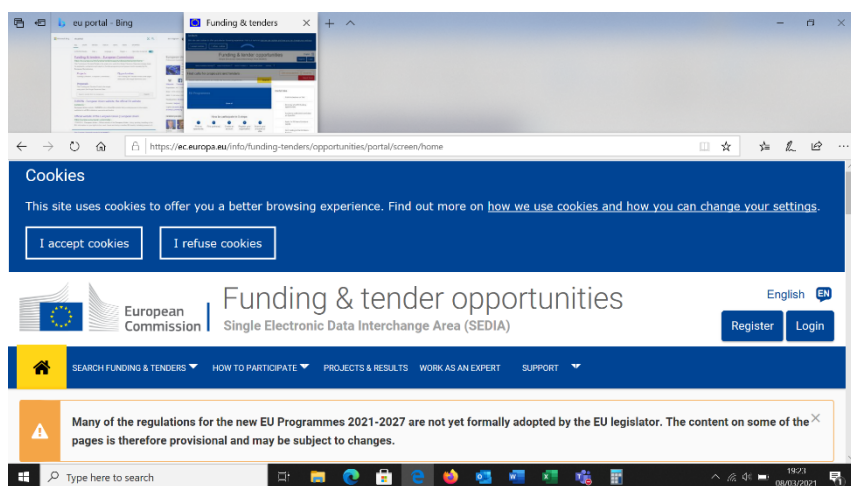 eu portal - Bing
Funding & tenders
https://ec.europa.eu/info/funding-tenders/opportunities/portal/screen/home
Cookies
This site uses cookies to offer you a better browsing experience. Find out more on how we use cookies and how you can change your settings.
I accept cookies
I refuse cookies
European
Commission
Funding & tender opportunities
Single Electronic Data Interchange Area (SEDIA)
English EN
Register
Login
SEARCH FUNDING & TENDERS
HOW TO PARTICIPATE
PROJECTS & RESULTS
WORK AS AN EXPERT
SUPPORT
Many of the regulations for the new EU Programmes 2021-2027 are not yet formally adopted by the EU legislator. The content on some of the
pages is therefore provisional and may be subject to changes.
Type here to search
19:23
08/03/2021